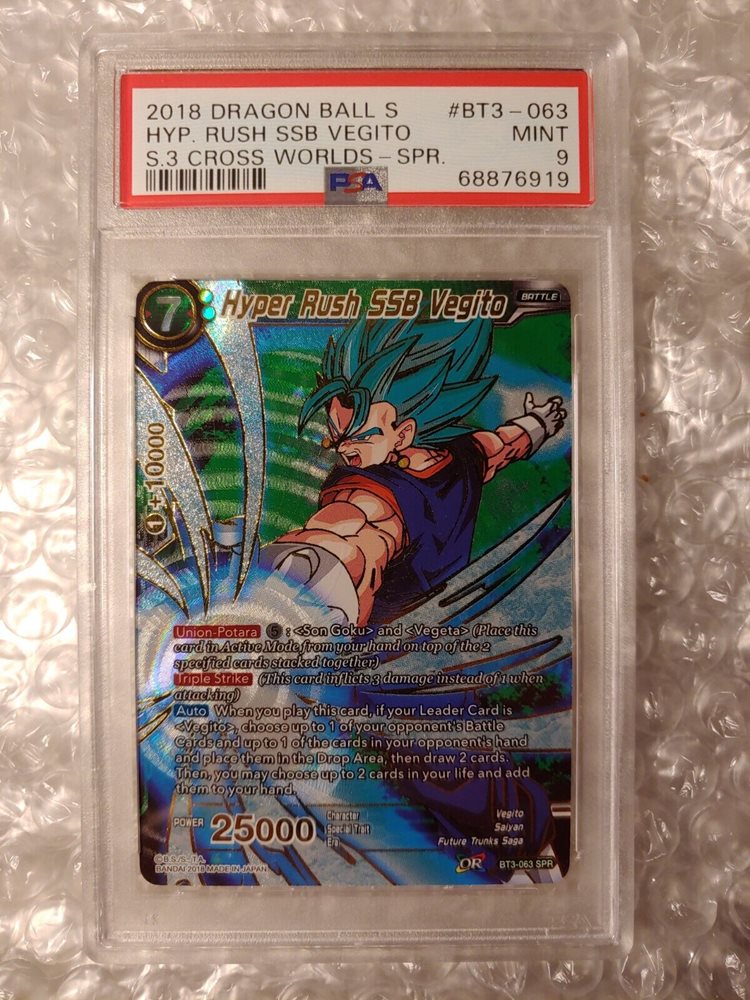 2018 DRAGON BALL S #BT3-063
HYP. RUSH SSB VEGITO MINT
S.3 CROSS WORLDS-SPR. 9
PSA 68876919
7 Hyper Rush SSB Vegito BATTLE
1 +10000
Union-Potara 5 : <Son Goku> and <Vegeta> (Place this
card in Active Mode from your hand on top of the 2
specified cards stacked together.)
Triple Strike (This card inflicts 3 damage instead of 1 when
attacking)
Auto When you play this card, if your Leader Card is
<Vegito>, choose up to 1 of your opponent's Battle
Cards and up to 1 of the cards in your opponent's hand
and place them in the Drop Area, then draw 2 cards.
Then, you may choose up to 2 cards in your life and add
them to your hand.
POWER 25000
Character Vegito
Special Trait Saiyan
Era Future Trunks Saga
©B.S./S., T.A.
BANDAI 2018 MADE IN JAPAN
OR BT3-063 SPR